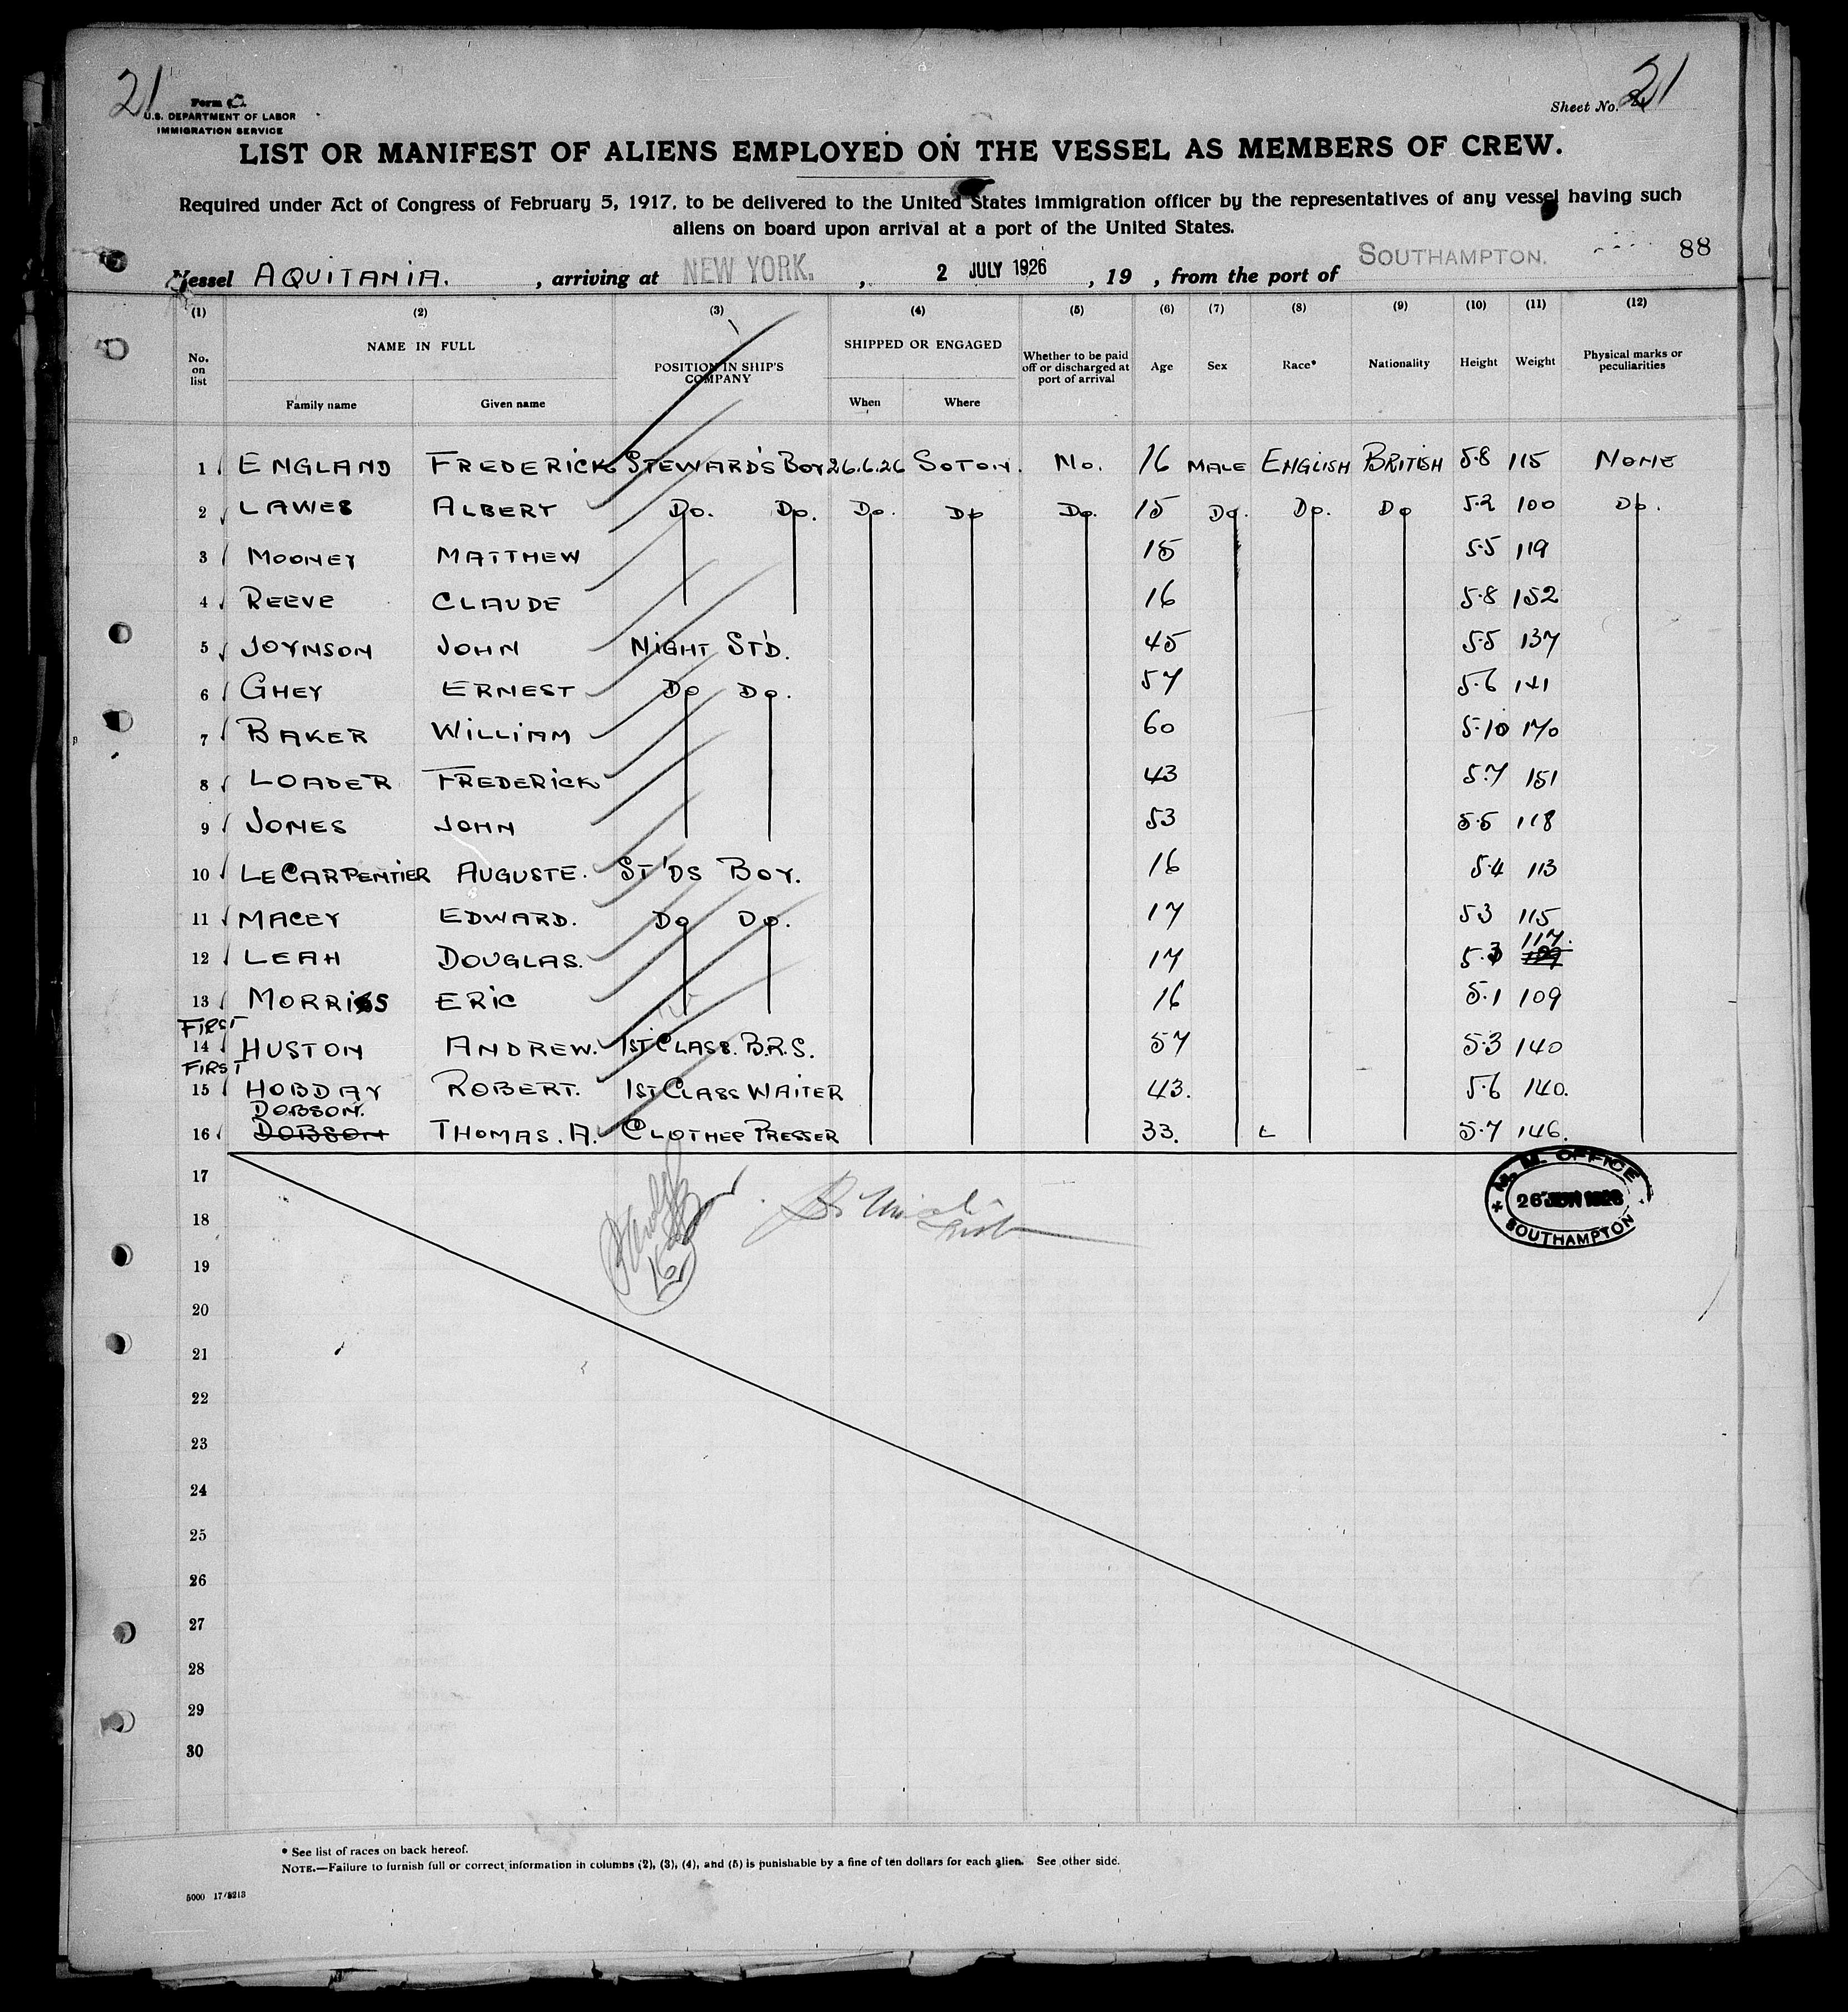 21
Form C
U.S. DEPARTMENT OF LABOR
IMMIGRATION SERVICE
Sheet No. 21
LIST OR MANIFEST OF ALIENS EMPLOYED ON THE VESSEL AS MEMBERS OF CREW.
Required under Act of Congress of February 5, 1917, to be delivered to the United States immigration officer by the representatives of any vessel having such
aliens on board upon arrival at a port of the United States.
88
Vessel AQUITANIA. , arriving at NEW YORK. , 2 JULY 1926 , 19 , from the port of SOUTHAMPTON.
(1) (2) (3) (4) (5) (6) (7) (8) (9) (10) (11) (12)
No. on list NAME IN FULL POSITION IN SHIP'S COMPANY SHIPPED OR ENGAGED Whether to be paid off or discharged at port of arrival Age Sex Race* Nationality Height Weight Physical marks or peculiarities
Family name Given name When Where
1 ENGLAND FREDERICK STEWARD'S BOY 26.6.26 SOTON. No. 16 MALE ENGLISH BRITISH 5.8 115 NONE
2 LAWES ALBERT Do. Do. Do. Do Do. 15 Do. Do. Do 5.2 100 Do.
3 MOONEY MATTHEW 15 5.5 119
4 REEVE CLAUDE 16 5.8 152
5 JOYNSON JOHN NIGHT ST'D. 45 5.5 137
6 GHEY ERNEST Do Do. 57 5.6 141
7 BAKER WILLIAM 60 5.10 170
8 LOADER FREDERICK 43 5.7 151
9 JONES JOHN 53 5.5 118
10 LECARPENTIER AUGUSTE. ST'DS BOY. 16 5.4 113
11 MACEY EDWARD. Do Do. 17 5.3 115
12 LEAH DOUGLAS. 17 5.3 117.
13 MORRISS ERIC 16 5.1 109
FIRST
14 HUSTON ANDREW. 1ST CLASS. B.R.S. 57 5.3 140
FIRST
15 HOBDAY ROBERT. 1ST CLASS WAITER 43. 5.6 140.
DOBSON.
16 DOBSON THOMAS. A. CLOTHES PRESSER 33. 5.7 146.
M. M. OFFICE
26 JUN 1926
SOUTHAMPTON
17
18
19
20
21
22
23
24
25
26
27
28
29
30
* See list of races on back hereof.
NOTE.—Failure to furnish full or correct information in columns (2), (3), (4), and (5) is punishable by a fine of ten dollars for each alien. See other side.
5000 17/8213